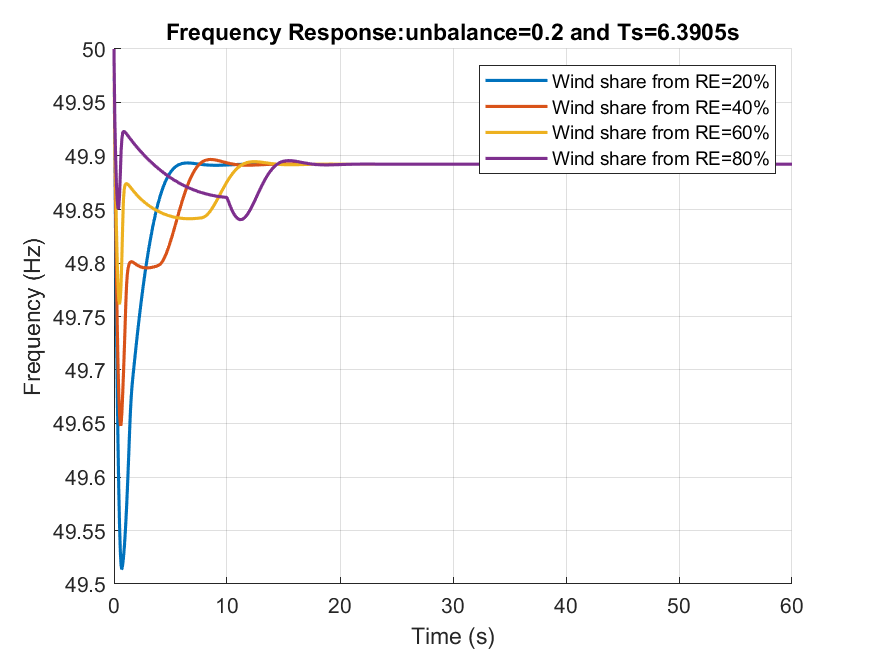 Frequency Response:unbalance=0.2 and Ts=6.3905s
50
49.95
49.9
49.85
49.8
49.75
49.7
49.65
49.6
49.55
49.5
Frequency (Hz)
Wind share from RE=20%
Wind share from RE=40%
Wind share from RE=60%
Wind share from RE=80%
0 10 20 30 40 50 60
Time (s)